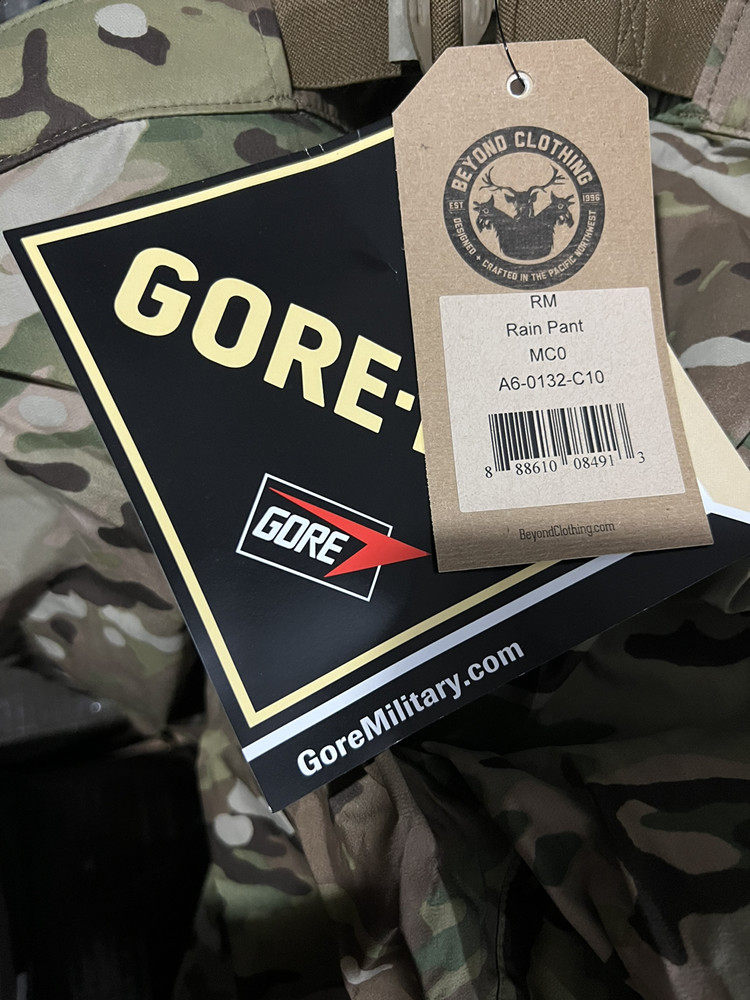 BEYOND CLOTHING
EST 1996
DESIGNED + CRAFTED IN THE PACIFIC NORTHWEST
RM
Rain Pant
MC0
A6-0132-C10
8 88610 08491 3
BeyondClothing.com
GORE-
GORE
GoreMilitary.com